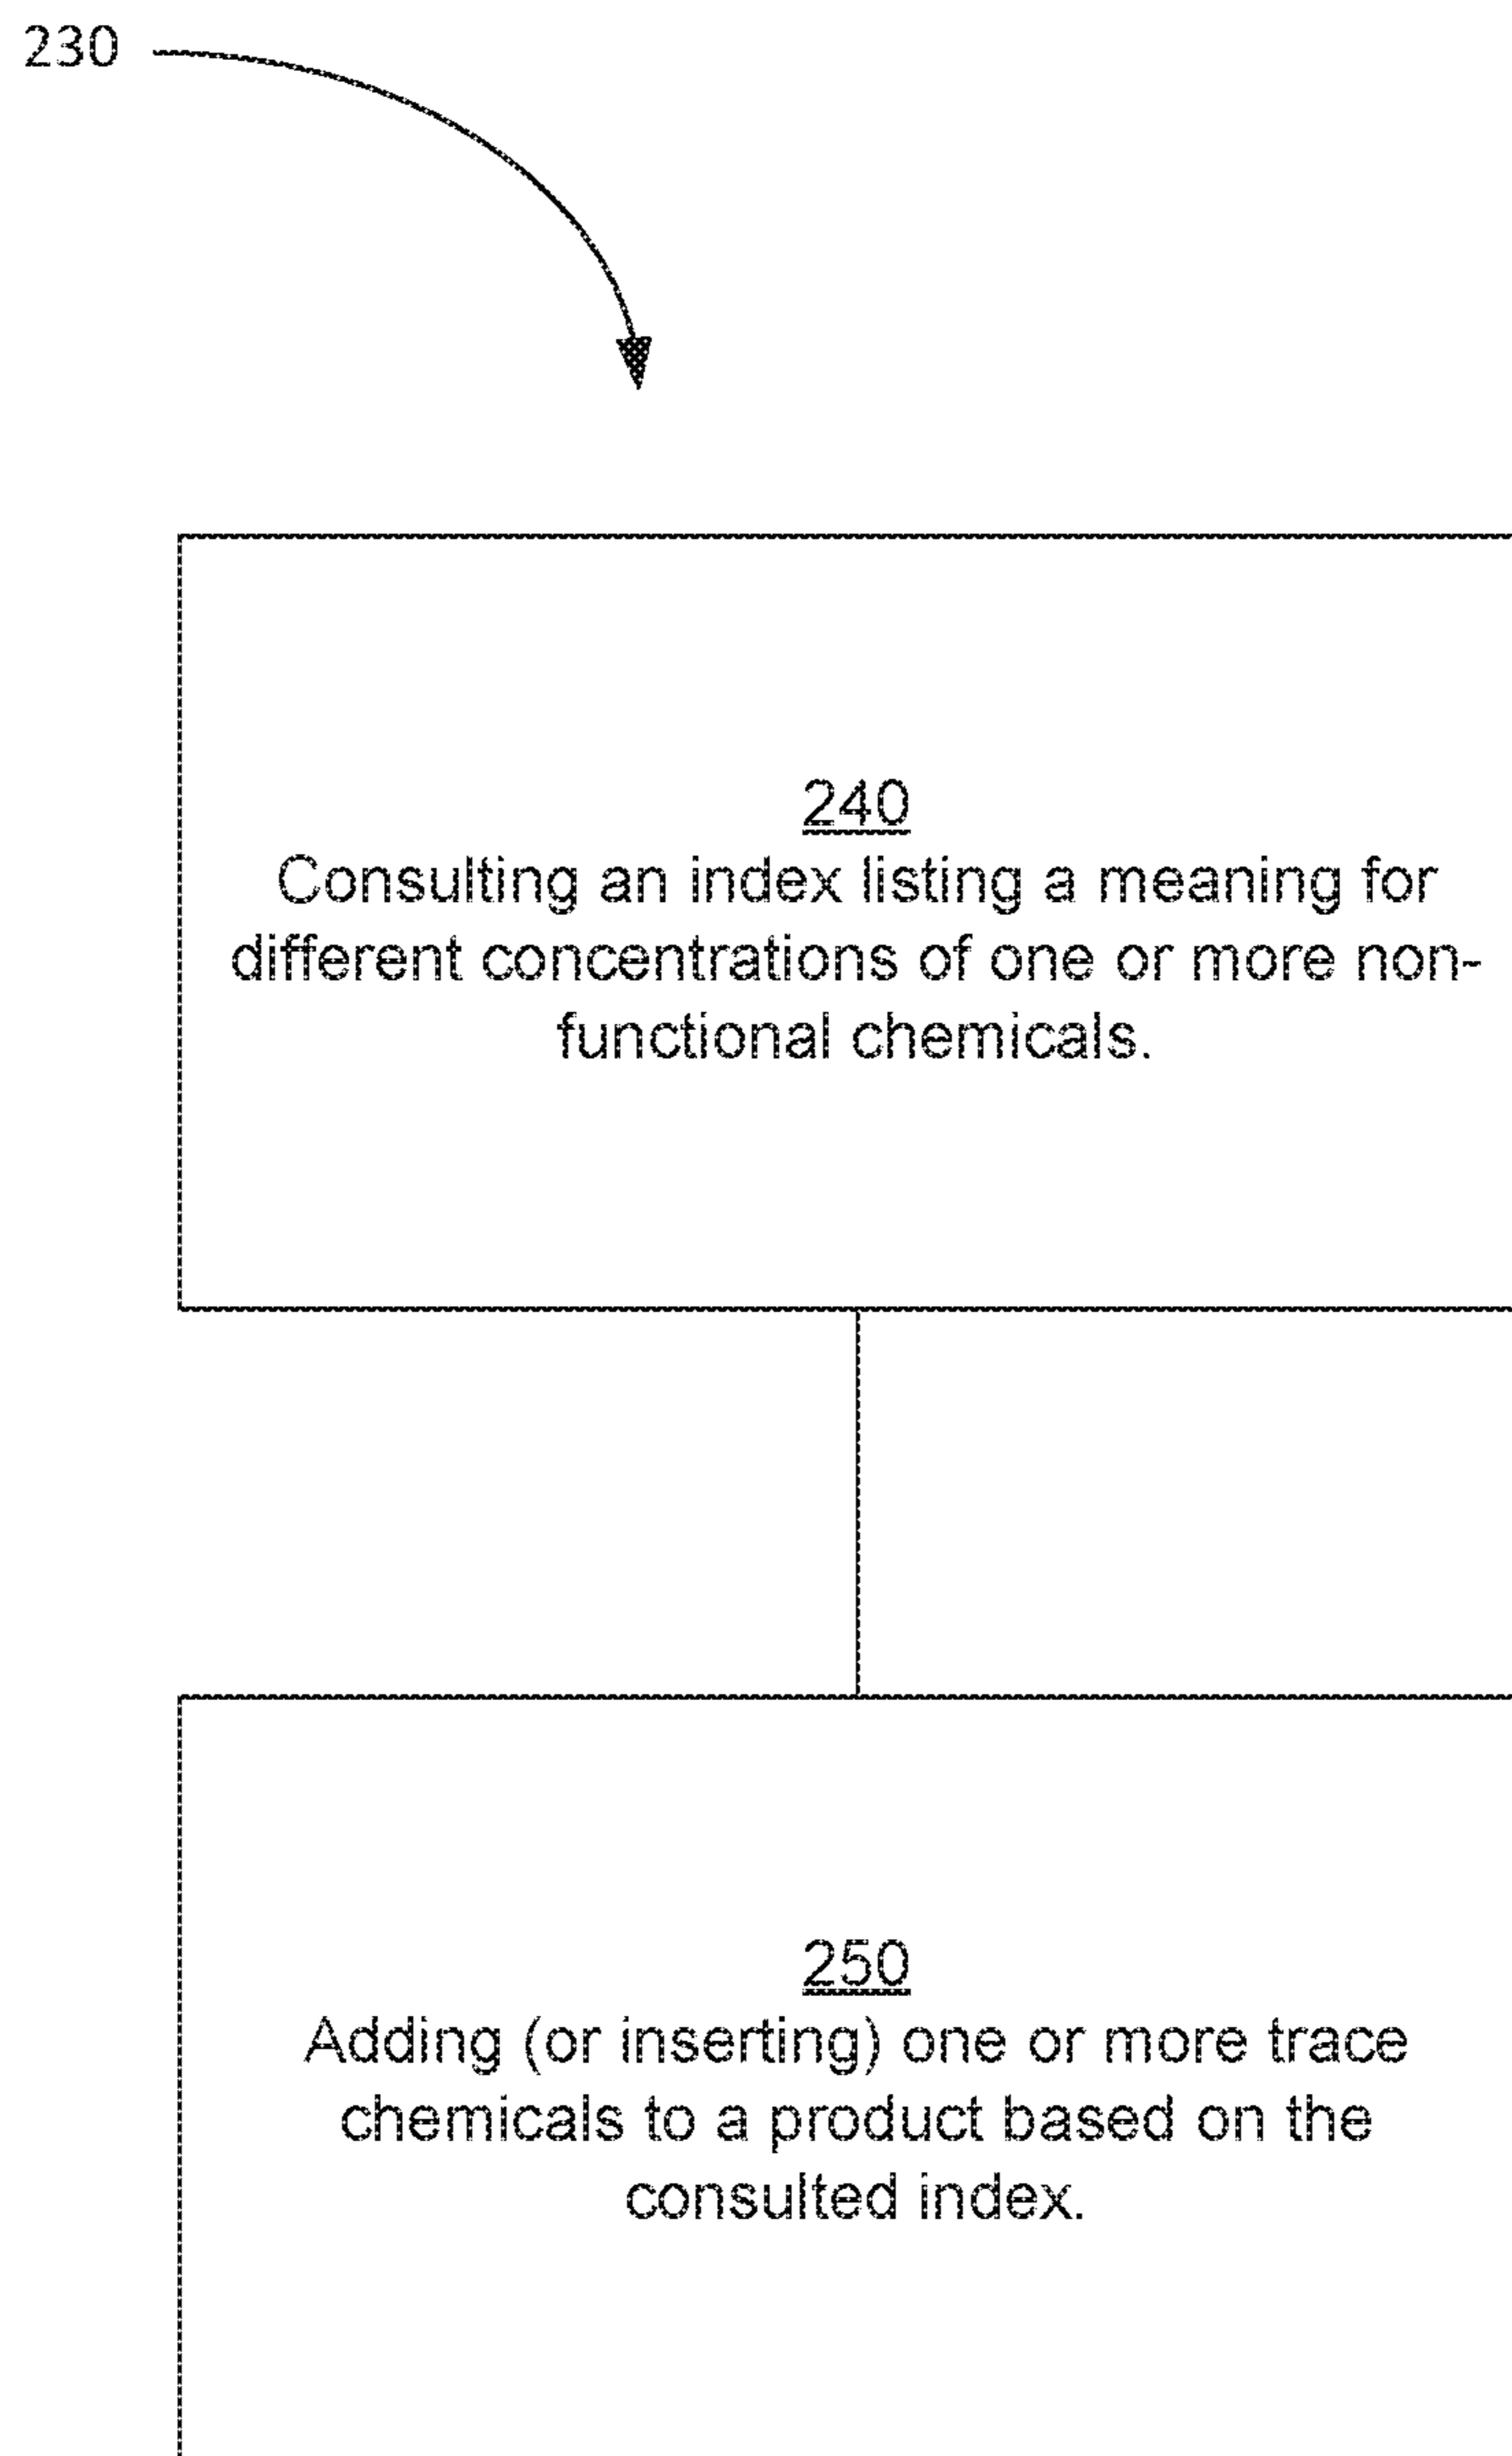 230
240
Consulting an index listing a meaning for
different concentrations of one or more non-
functional chemicals.
250
Adding (or inserting) one or more trace
chemicals to a product based on the
consulted index.